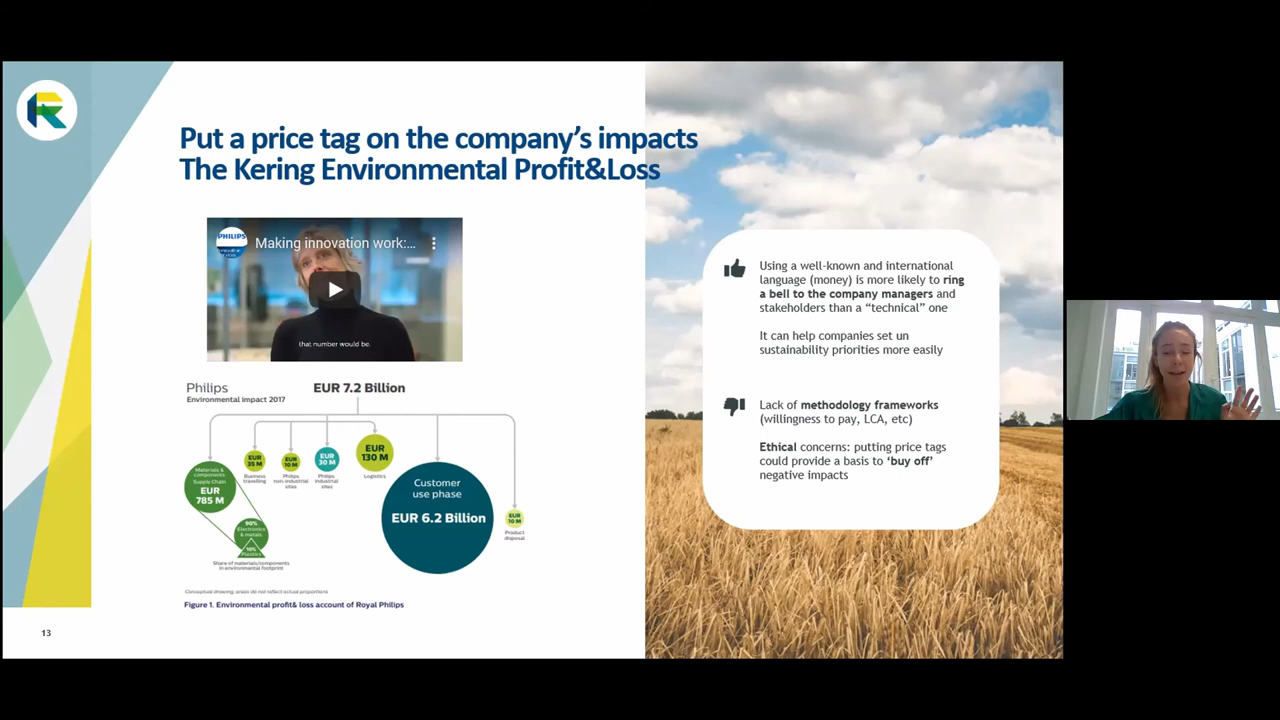 Put a price tag on the company's impacts
The Kering Environmental Profit&Loss
PHILIPS
Making innovation work:...
that number would be.
Philips
Environmental impact 2017
EUR 7.2 Billion
Materials &
components
Supply Chain
EUR
785 M
EUR
35 M
Business
travelling
EUR
10 M
Philips
non-industrial
sites
EUR
30 M
Philips
industrial
sites
EUR
130 M
Logistics
Customer
use phase
EUR 6.2 Billion
EUR
10 M
Product
disposal
90%
Electronics
& metals
10%
Plastics
Share of materials/components
in environmental footprint
Conceptual drawing, areas do not reflect actual proportions
Figure 1. Environmental profit& loss account of Royal Philips
13
Using a well-known and international
language (money) is more likely to ring
a bell to the company managers and
stakeholders than a “technical” one
It can help companies set un
sustainability priorities more easily
Lack of methodology frameworks
(willingness to pay, LCA, etc)
Ethical concerns: putting price tags
could provide a basis to ‘buy off’
negative impacts